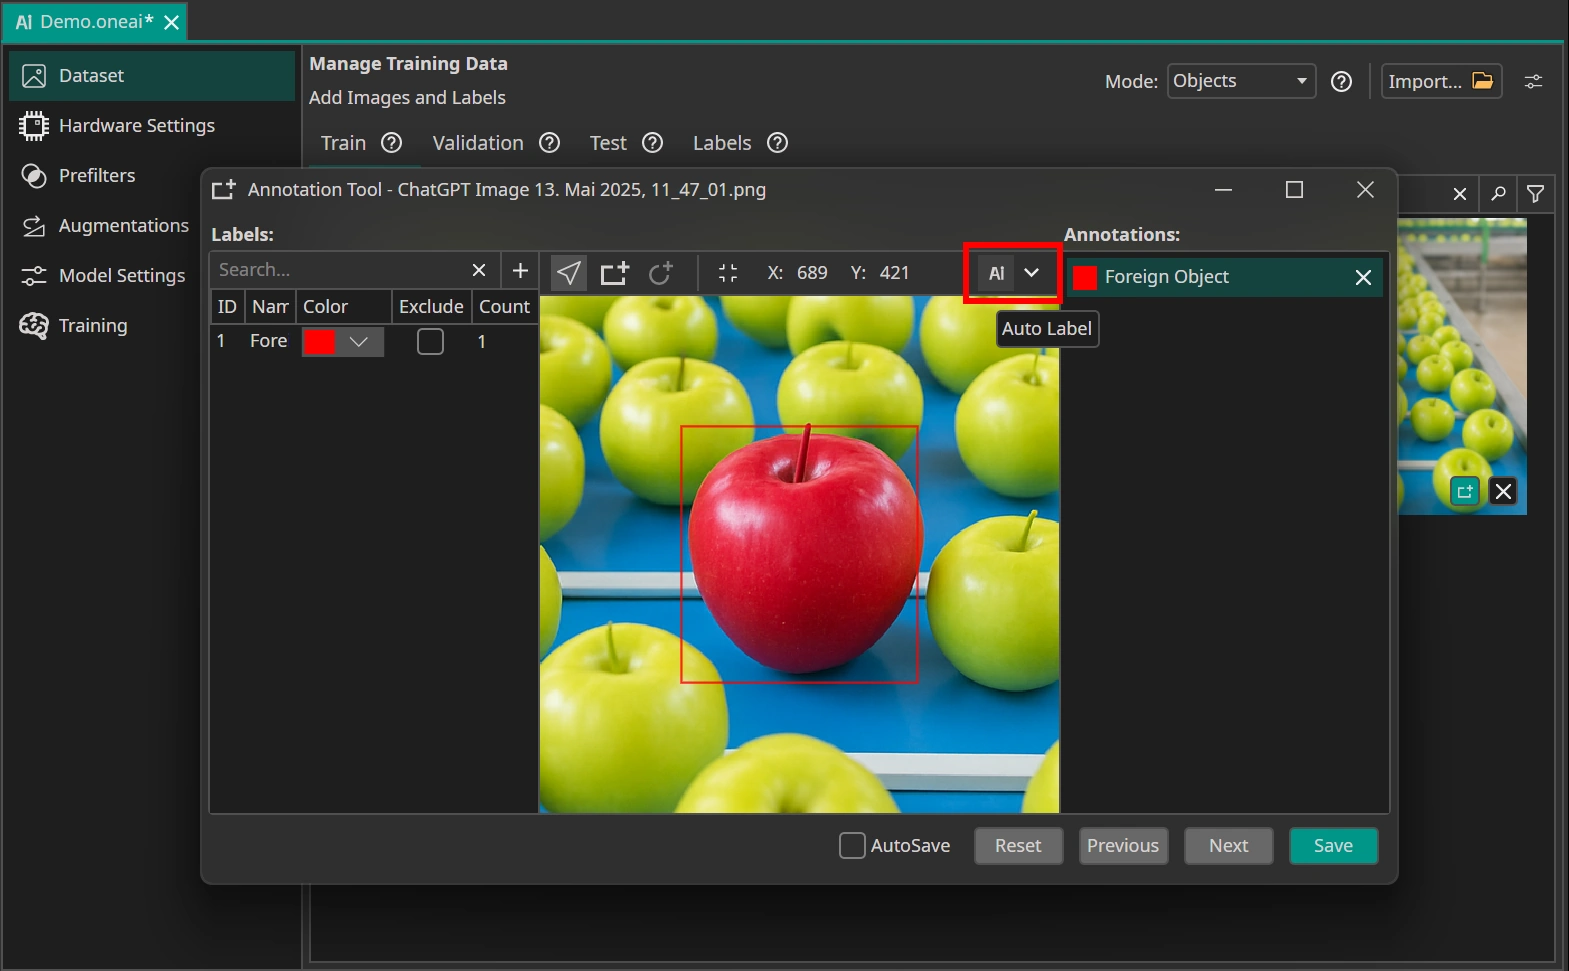 Ai Demo.oneai*
Dataset
Hardware Settings
Prefilters
Augmentations
Model Settings
Training
Manage Training Data
Add Images and Labels
Mode: Objects Import...
Train Validation Test Labels
Annotation Tool - ChatGPT Image 13. Mai 2025, 11_47_01.png
Labels:
Search...
ID Nar Color Exclude Count
1 Fore 1
X: 689 Y: 421
Ai
Auto Label
Annotations:
Foreign Object
AutoSave Reset Previous Next Save